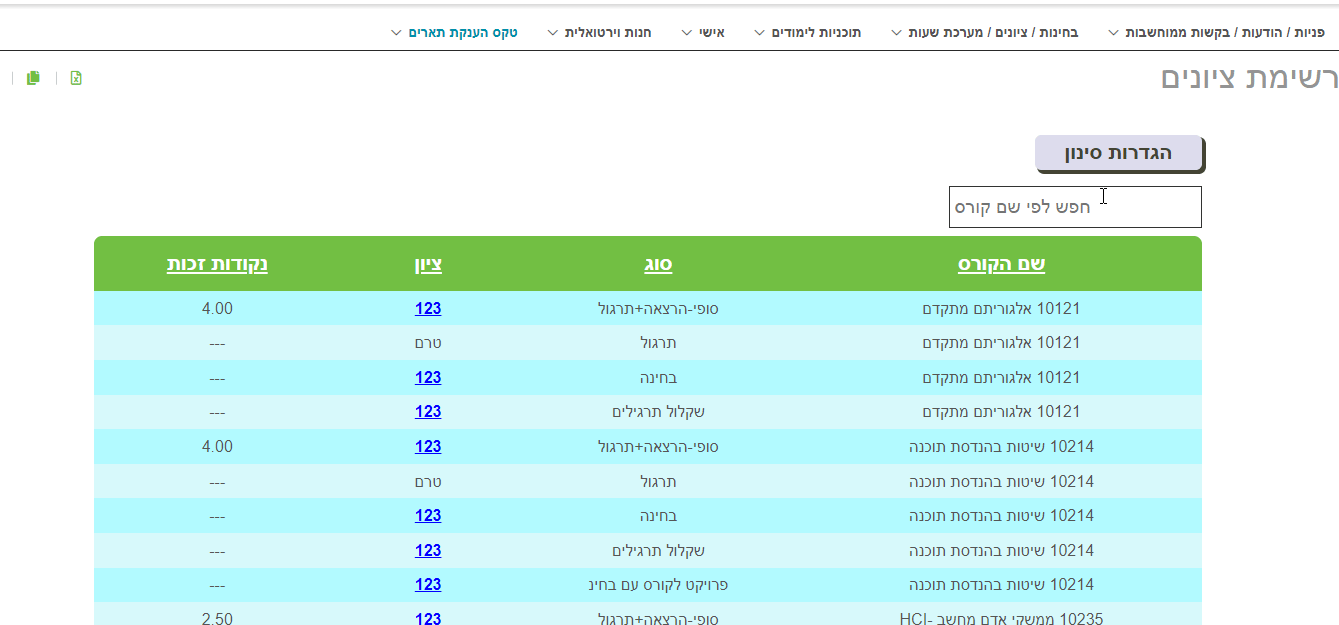 פניות / הודעות / בקשות ממוחשבות בחינות / ציונים / מערכת שעות תוכניות לימודים אישי חנות וירטואלית טקס הענקת תארים
רשימת ציונים
הגדרות סינון
חפש לפי שם קורס
שם הקורס סוג ציון נקודות זכות
10121 אלגוריתם מתקדם סופי-הרצאה+תרגול 123 4.00
10121 אלגוריתם מתקדם תרגול טרם ---
10121 אלגוריתם מתקדם בחינה 123 ---
10121 אלגוריתם מתקדם שקלול תרגילים 123 ---
10214 שיטות בהנדסת תוכנה סופי-הרצאה+תרגול 123 4.00
10214 שיטות בהנדסת תוכנה תרגול טרם ---
10214 שיטות בהנדסת תוכנה בחינה 123 ---
10214 שיטות בהנדסת תוכנה שקלול תרגילים 123 ---
10214 שיטות בהנדסת תוכנה פרויקט לקורס עם בחינ 123 ---
10235 ממשקי אדם מחשב -HCI סופי-הרצאה+תרגול 123 2.50